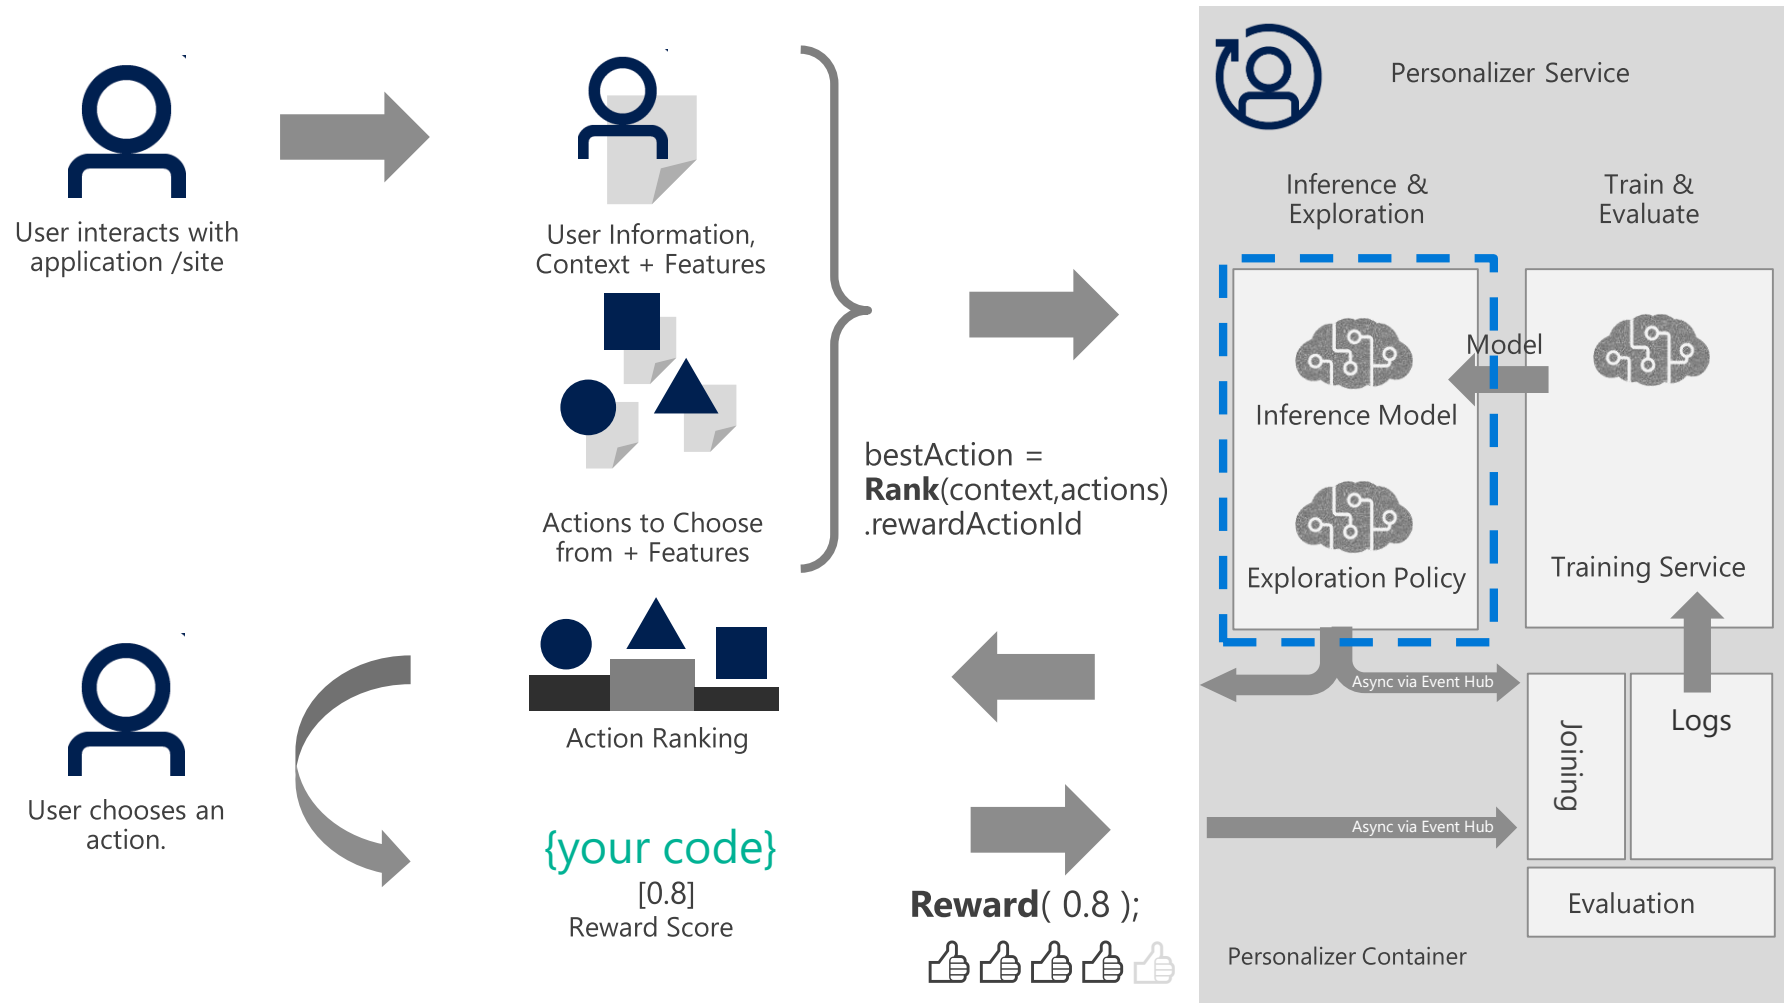 User interacts with
application /site
User Information,
Context + Features
Actions to Choose
from + Features
bestAction =
Rank(context,actions)
.rewardActionId
Personalizer Service
Inference &
Exploration
Train &
Evaluate
Model
Inference Model
Exploration Policy
Training Service
User chooses an
action.
Action Ranking
{your code}
[0.8]
Reward Score
Reward( 0.8 );
Async via Event Hub
Joining
Logs
Async via Event Hub
Evaluation
Personalizer Container